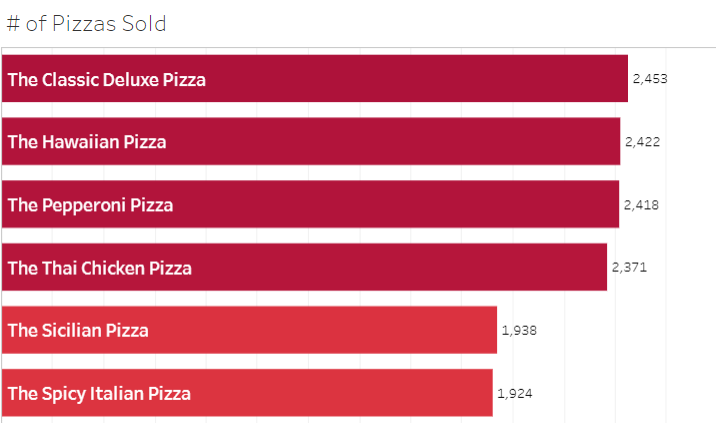 # of Pizzas Sold
The Classic Deluxe Pizza 2,453
The Hawaiian Pizza 2,422
The Pepperoni Pizza 2,418
The Thai Chicken Pizza 2,371
The Sicilian Pizza 1,938
The Spicy Italian Pizza 1,924